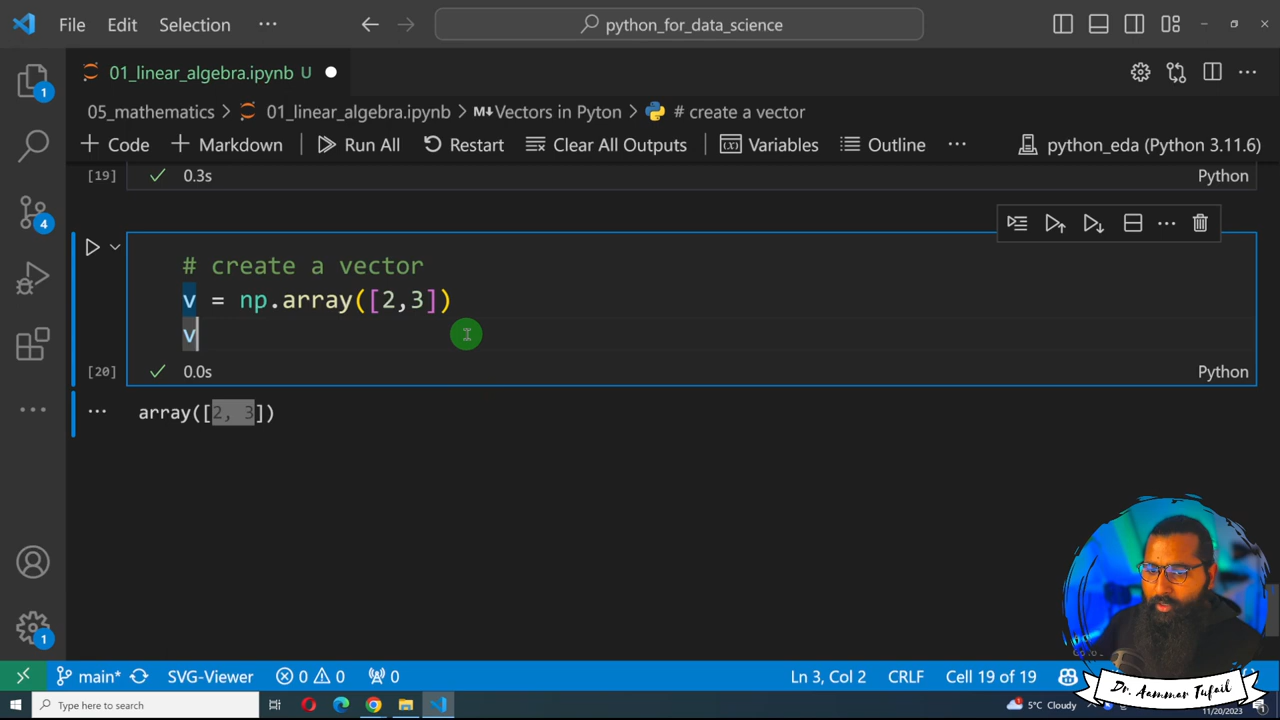 File Edit Selection ··· python_for_data_science
01_linear_algebra.ipynb U
05_mathematics > 01_linear_algebra.ipynb > M↓Vectors in Pyton > # create a vector
+ Code + Markdown Run All Restart Clear All Outputs Variables Outline ··· python_eda (Python 3.11.6)
[19] 0.3s Python
# create a vector
v = np.array([2,3])
v
[20] 0.0s Python
array([2, 3])
1
4
1
main* SVG-Viewer 0 0 0 Ln 3, Col 2 CRLF Cell 19 of 19
Type here to search 5°C Cloudy 11/20/2023
Dr. Aammar Tufail